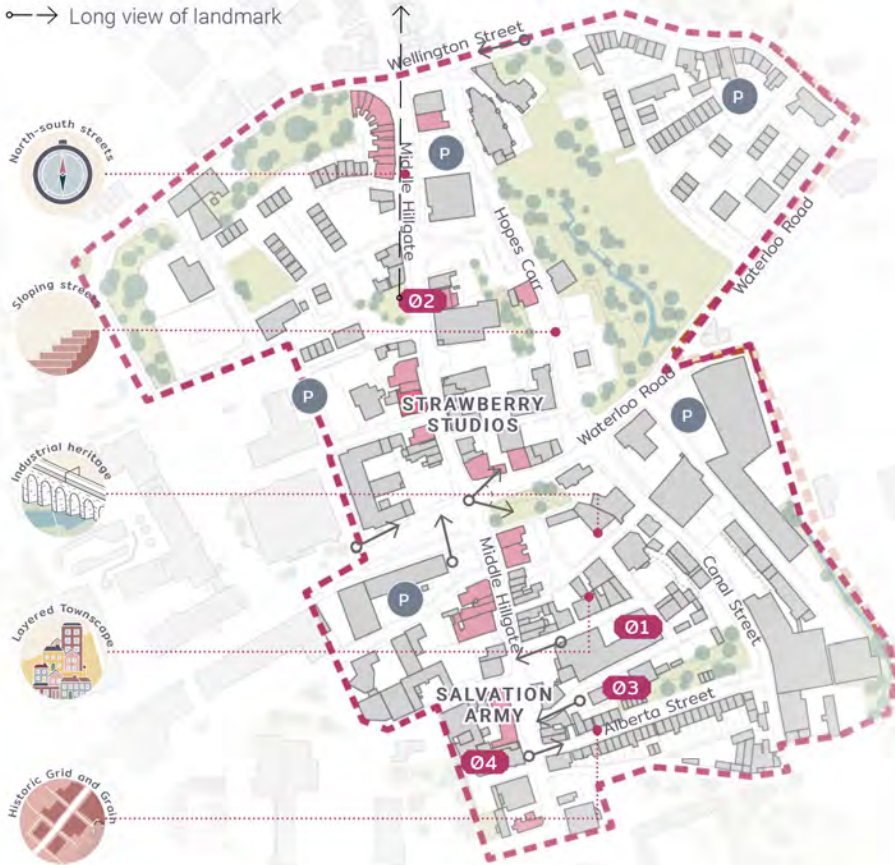 Long view of landmark
Wellington Street
P
North-south streets
Middle Hillgate
P
Hopes Carr
Waterloo Road
Sloping streets
02
P
STRAWBERRY
STUDIOS
Waterloo Road
P
Industrial heritage
Middle Hillgate
Canal Street
P
Layered Townscape
01
03
SALVATION
ARMY
Alberta Street
04
Historic Grid and Grain